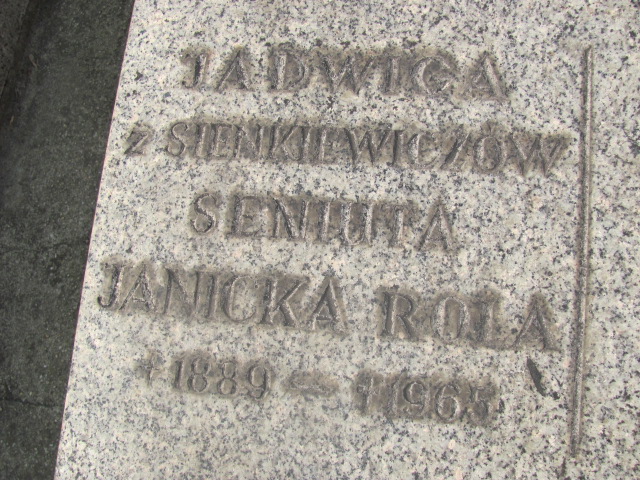 JADWIGA
z SIENKIEWICZÓW
SENIUTA
JANICKA ROLA
* 1889 – † 1965